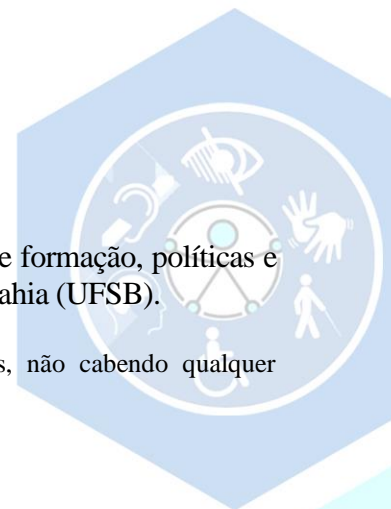 e formação, políticas e
ahia (UFSB).
s, não cabendo qualquer